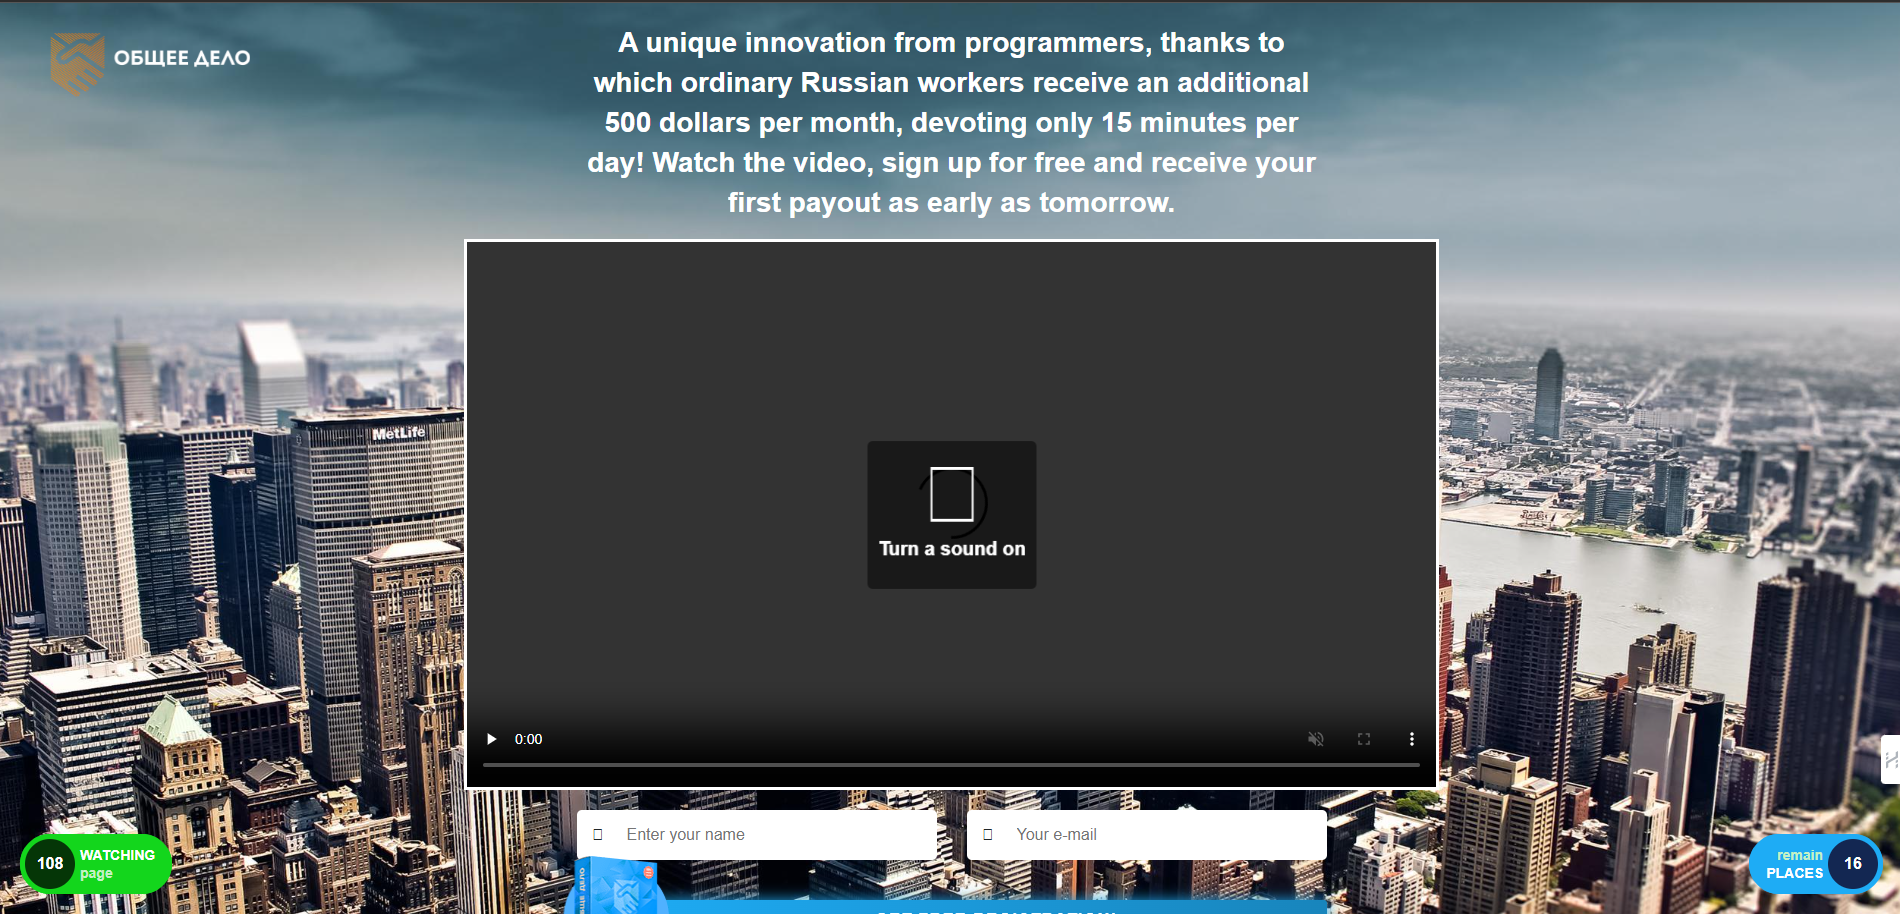 ОБЩЕЕ ДЕЛО
A unique innovation from programmers, thanks to
which ordinary Russian workers receive an additional
500 dollars per month, devoting only 15 minutes per
day! Watch the video, sign up for free and receive your
first payout as early as tomorrow.
MetLife
Turn a sound on
0:00
Enter your name
Your e-mail
108
WATCHING
page
remain
PLACES
16
ОБЩЕЕ ДЕЛО